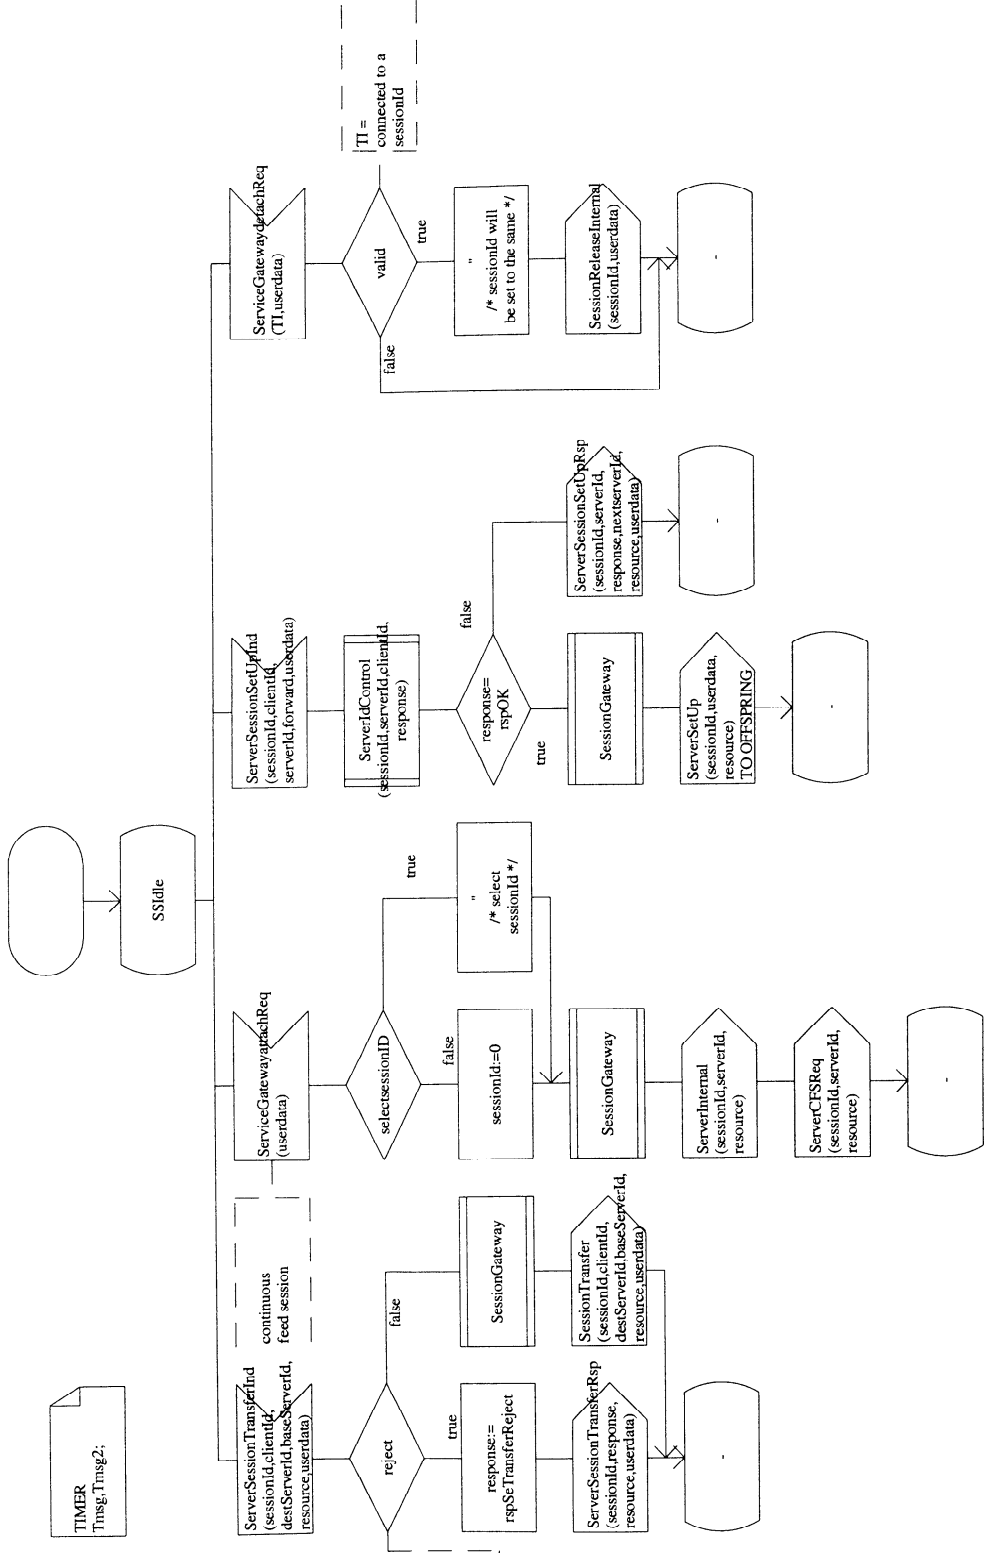 TIMER
Tmsg,Tmsg2;
SSIdle
ServerSessionTransferInd
(sessionId,clientId,
destServerId,baseServerId,
resource,userdata)
continuous
feed session
reject
true
false
response:=
rspSeTransferReject
SessionGateway
ServerSessionTransferRsp
(sessionId,response,
resource,userdata)
SessionTransfer
(sessionId,clientId,
destServerId,baseServerId,
resource,userdata)
-
ServiceGatewayattachReq
(userdata)
selectsessionID
false
true
sessionId:=0
"
/* select
sessionId */
SessionGateway
ServerInternal
(sessionId,serverId,
resource)
ServerCFSReq
(sessionId,serverId,
resource)
-
ServerSessionSetUpInd
(sessionId,clientId,
serverId,forward,userdata)
ServerIdControl
(sessionId,serverId,clientId,
response)
response=
rspOK
true
false
SessionGateway
ServerSetUp
(sessionId,userdata,
resource)
TO OFFSPRING
-
ServerSessionSetUpRsp
(sessionId,serverId,
response,nextserverId,
resource,userdata)
-
ServiceGatewaydetachReq
(TI,userdata)
TI =
connected to a
sessionId
valid
false
true
"
/* sessionId will
be set to the same */
SessionReleaseInternal
(sessionId,userdata)
-